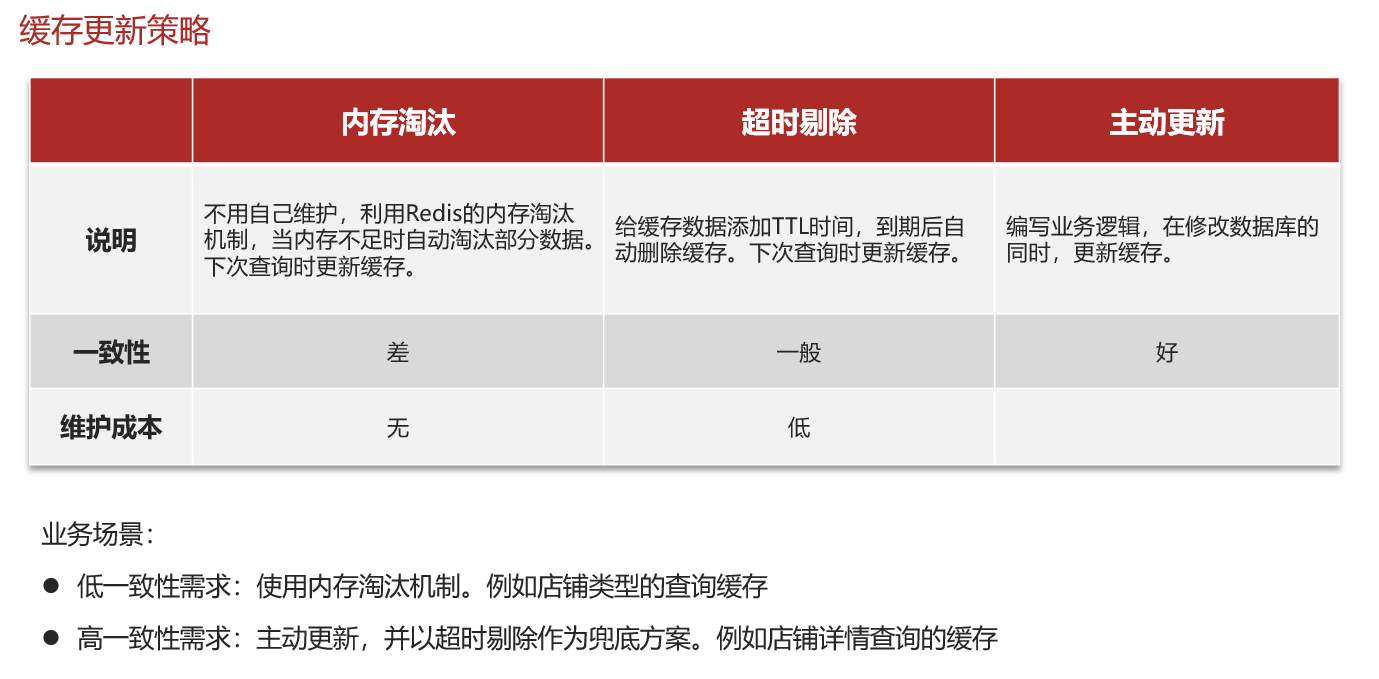 缓存更新策略
内存淘汰
超时剔除
主动更新
说明
不用自己维护，利用Redis的内存淘汰
机制，当内存不足时自动淘汰部分数据。
下次查询时更新缓存。
给缓存数据添加TTL时间，到期后自
动删除缓存。下次查询时更新缓存。
编写业务逻辑，在修改数据库的
同时，更新缓存。
一致性
差
一般
好
维护成本
无
低
业务场景：
● 低一致性需求：使用内存淘汰机制。例如店铺类型的查询缓存
● 高一致性需求：主动更新，并以超时剔除作为兜底方案。例如店铺详情查询的缓存